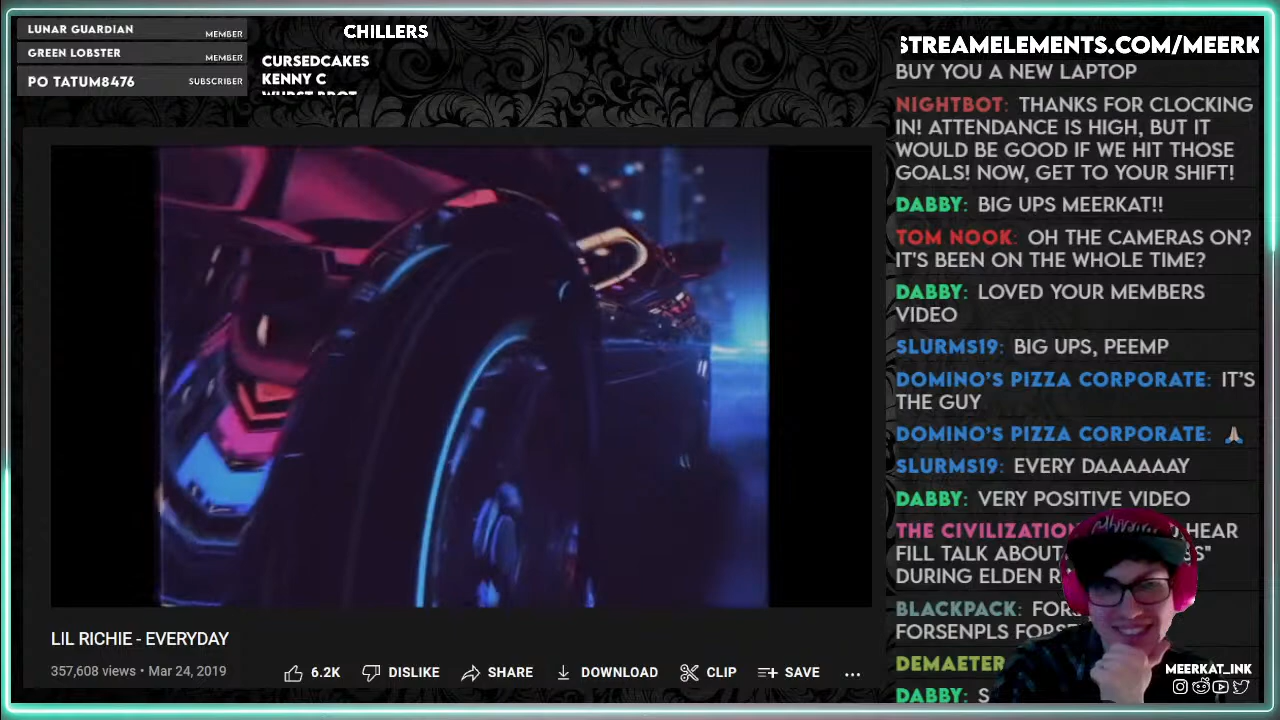 LUNAR GUARDIAN MEMBER
GREEN LOBSTER MEMBER
PO TATUM8476 SUBSCRIBER
CHILLERS
CURSEDCAKES
KENNY C
STREAMELEMENTS.COM/MEERK
BUY YOU A NEW LAPTOP
NIGHTBOT: THANKS FOR CLOCKING
IN! ATTENDANCE IS HIGH, BUT IT
WOULD BE GOOD IF WE HIT THOSE
GOALS! NOW, GET TO YOUR SHIFT!
DABBY: BIG UPS MEERKAT!!
TOM NOOK: OH THE CAMERAS ON?
IT'S BEEN ON THE WHOLE TIME?
DABBY: LOVED YOUR MEMBERS
VIDEO
SLURMS19: BIG UPS, PEEMP
DOMINO'S PIZZA CORPORATE: IT'S
THE GUY
DOMINO'S PIZZA CORPORATE: 🙏🏼
SLURMS19: EVERY DAAAAAAY
DABBY: VERY POSITIVE VIDEO
THE CIVILIZATION HEAR
FILL TALK ABOUT
DURING ELDEN
BLACKPACK:
FORSENPLS
DEMAETER
DABBY: S
LIL RICHIE - EVERYDAY
357,608 views • Mar 24, 2019
6.2K DISLIKE SHARE DOWNLOAD CLIP SAVE ...
MEERKAT_INK